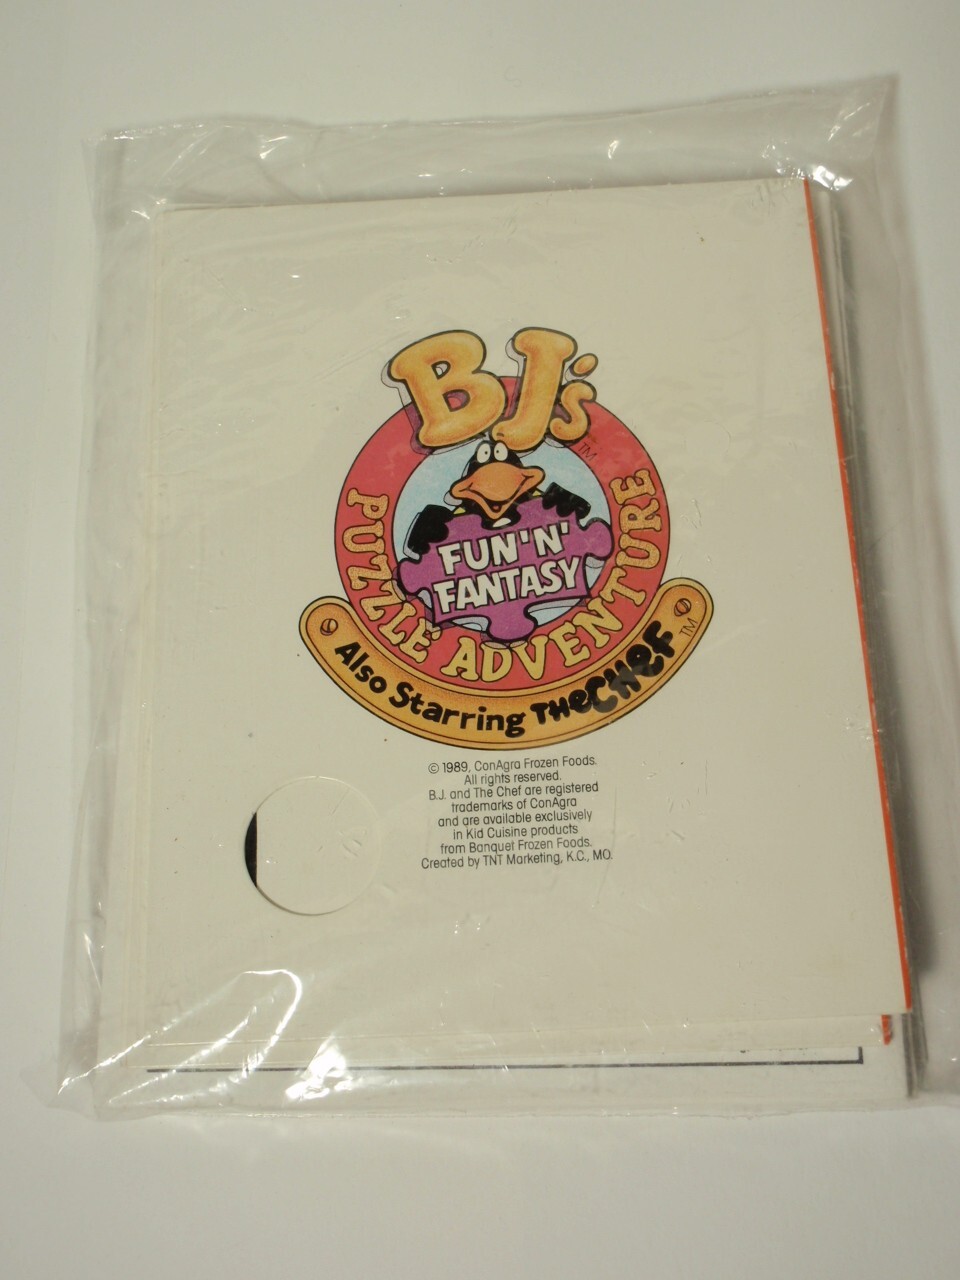 BJ's™
FUN 'N'
FANTASY
PUZZLE ADVENTURE
Also Starring THE CHEF™
© 1989, ConAgra Frozen Foods.
All rights reserved.
B.J. and The Chef are registered
trademarks of ConAgra
and are available exclusively
in Kid Cuisine products
from Banquet Frozen Foods.
Created by TNT Marketing, K.C., MO.